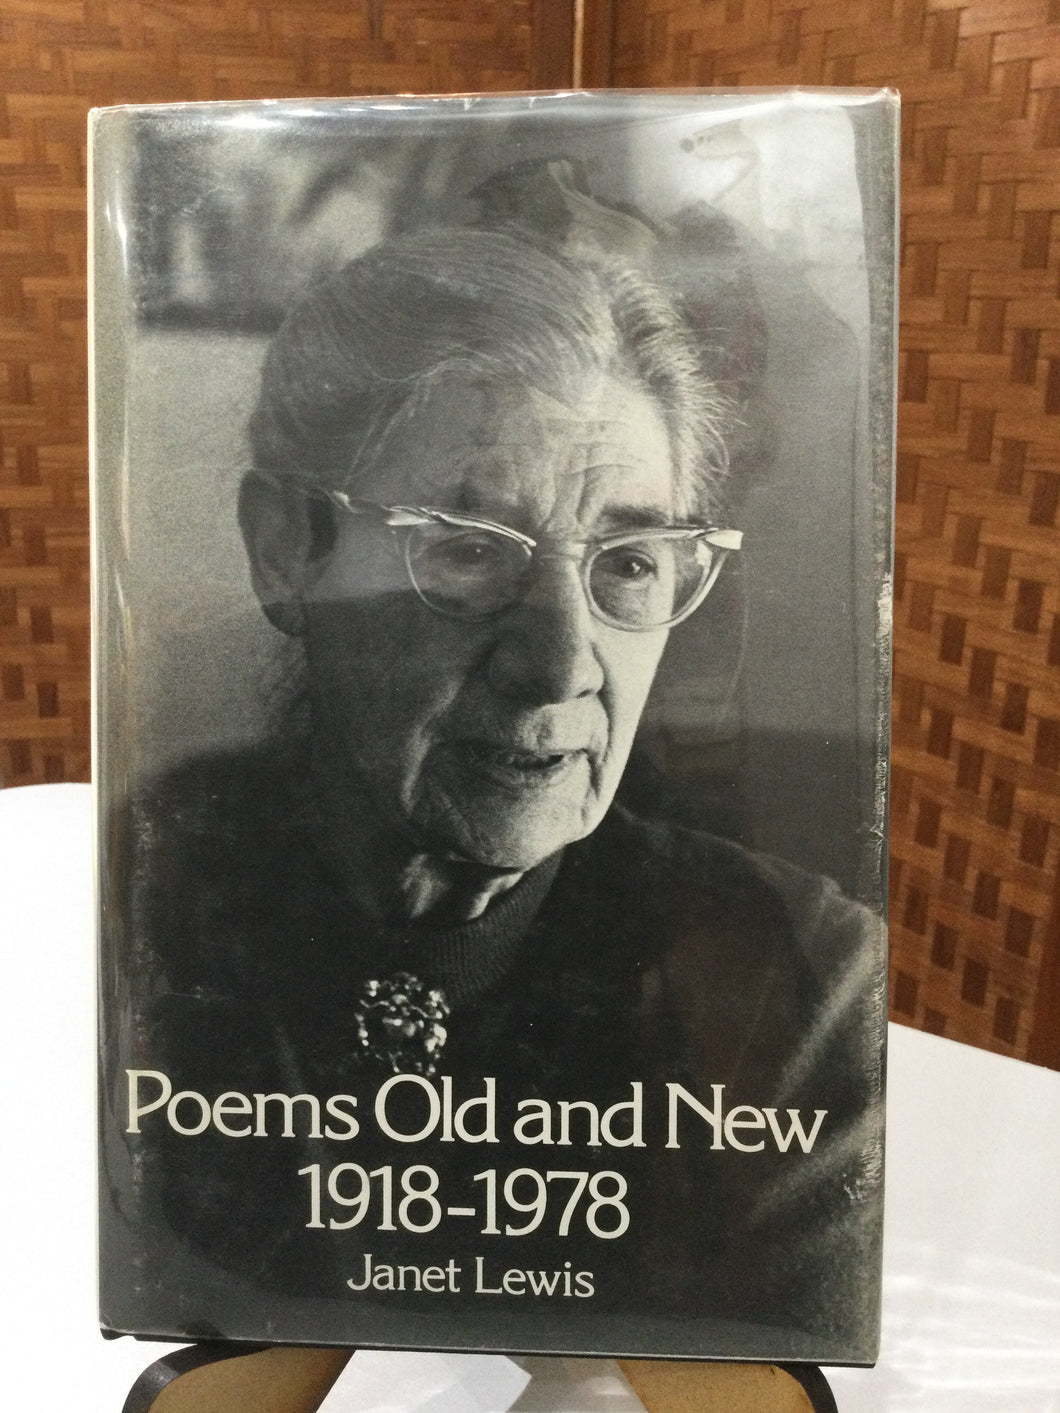 Poems Old and New
1918-1978
Janet Lewis